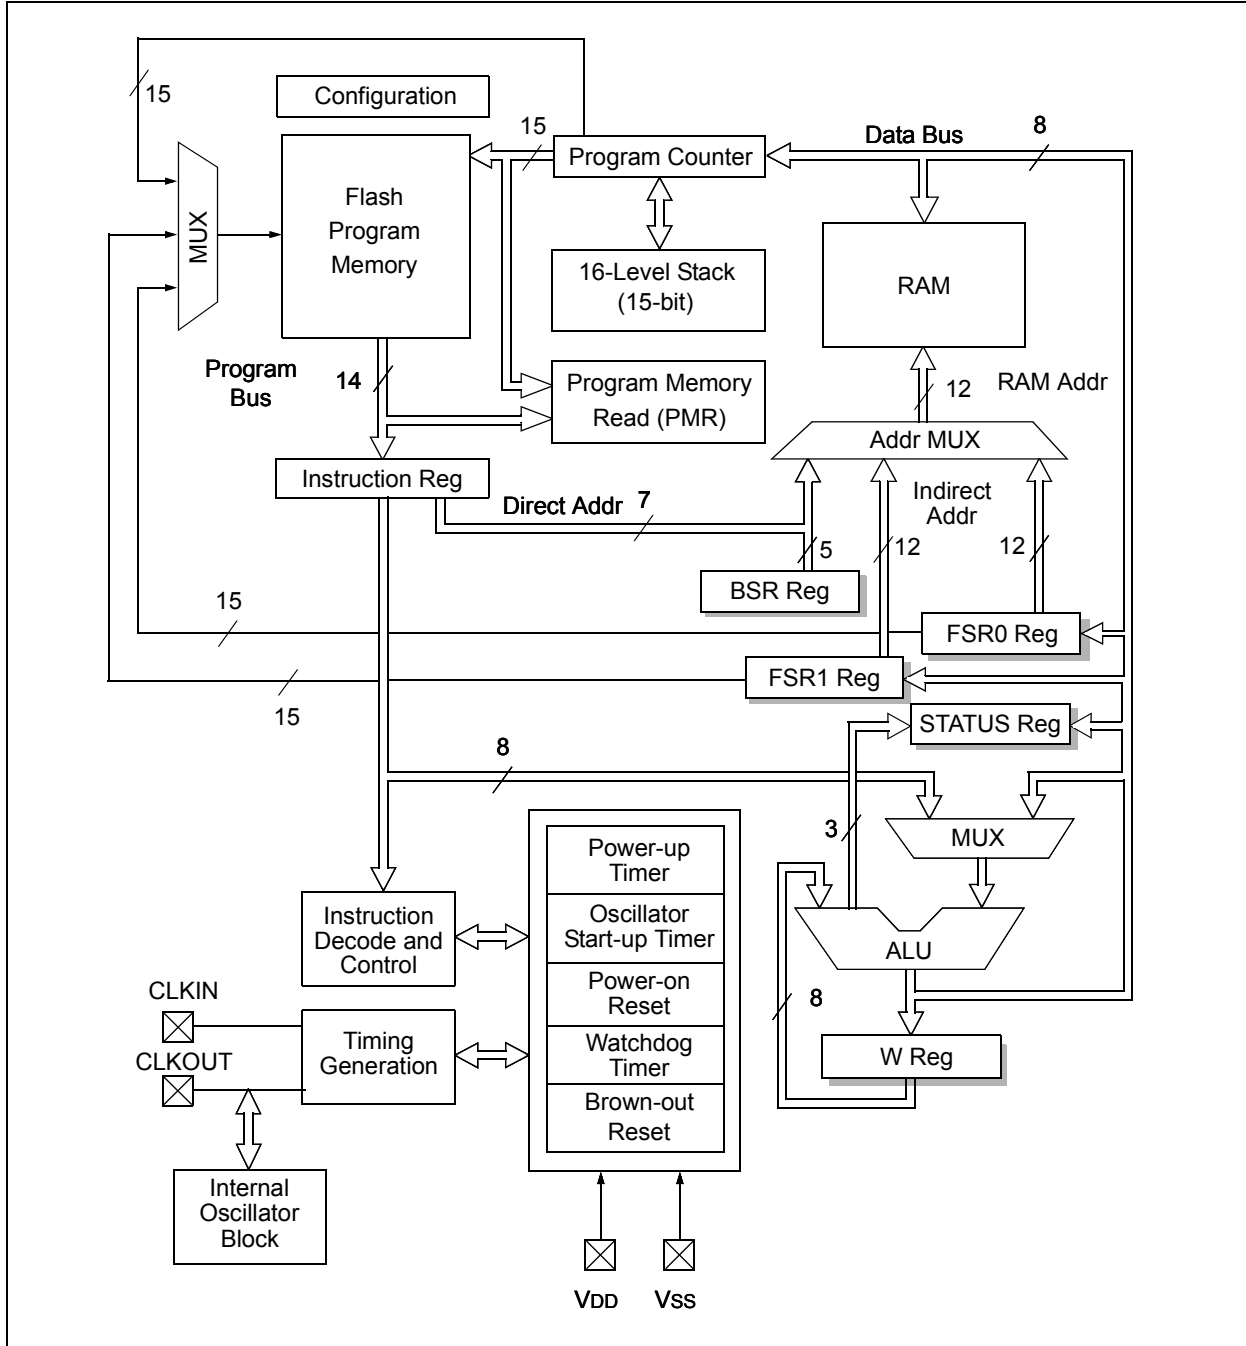 15
Configuration
15
Program Counter
Data Bus
8
MUX
Flash
Program
Memory
16-Level Stack
(15-bit)
RAM
Program
Bus
14
Program Memory
Read (PMR)
12
RAM Addr
Addr MUX
Instruction Reg
Direct Addr
7
Indirect
Addr
5
12
12
BSR Reg
15
FSR0 Reg
FSR1 Reg
15
STATUS Reg
8
3
MUX
Power-up
Timer
Instruction
Decode and
Control
Oscillator
Start-up Timer
ALU
CLKIN
Power-on
Reset
8
CLKOUT
Timing
Generation
Watchdog
Timer
W Reg
Brown-out
Reset
Internal
Oscillator
Block
VDD
VSS